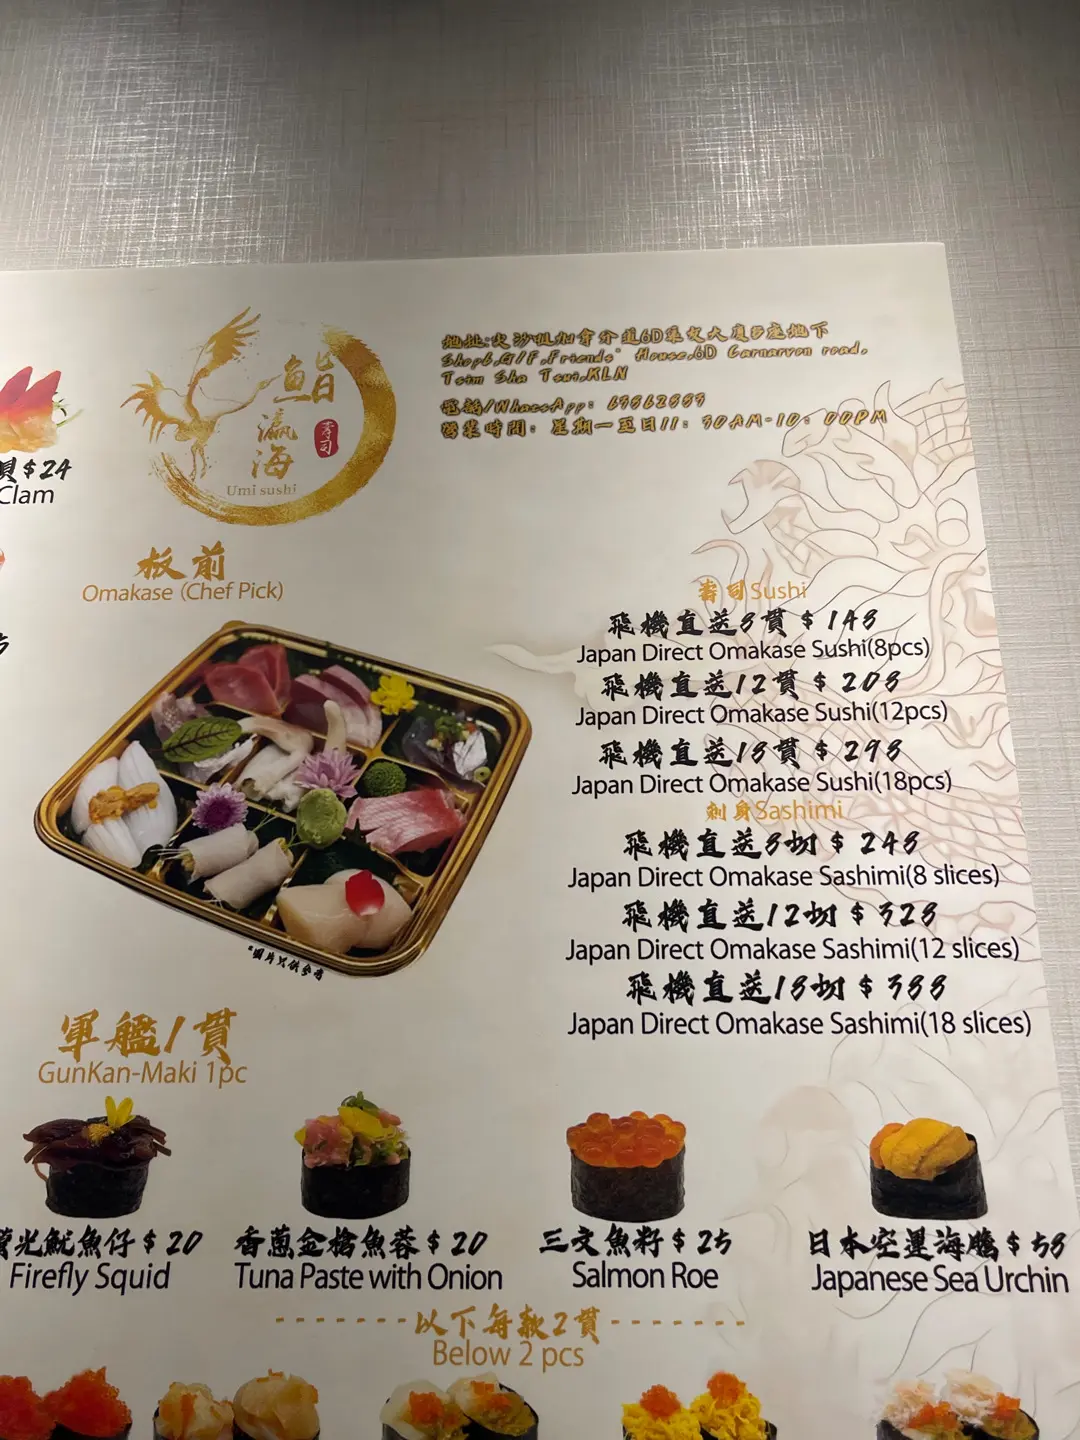 鮨
瀛
海
壽司
Umi sushi
地址:尖沙咀加拿分道6D集友大廈B座地下
Shop6,G/F,Friends' House,6D Carnarvon road,
Tsim Sha Tsui,KLN
電話/WhatsApp:
營業時間: 星期一至日11: 30AM-10: 00PM
貝 $24
Clam
板前
Omakase (Chef Pick)
*圖片只供參考
壽司Sushi
飛機直送8貫 $ 148
Japan Direct Omakase Sushi(8pcs)
飛機直送12貫 $ 208
Japan Direct Omakase Sushi(12pcs)
飛機直送18貫 $ 298
Japan Direct Omakase Sushi(18pcs)
刺身Sashimi
飛機直送8切 $ 248
Japan Direct Omakase Sashimi(8 slices)
飛機直送12切 $ 328
Japan Direct Omakase Sashimi(12 slices)
飛機直送18切 $ 388
Japan Direct Omakase Sashimi(18 slices)
軍艦1貫
GunKan-Maki 1pc
螢光魷魚仔 $ 20
Firefly Squid
香蔥金槍魚蓉 $ 20
Tuna Paste with Onion
三文魚籽 $ 25
Salmon Roe
日本空運海膽 $ 58
Japanese Sea Urchin
-------以下每款2貫-------
Below 2 pcs